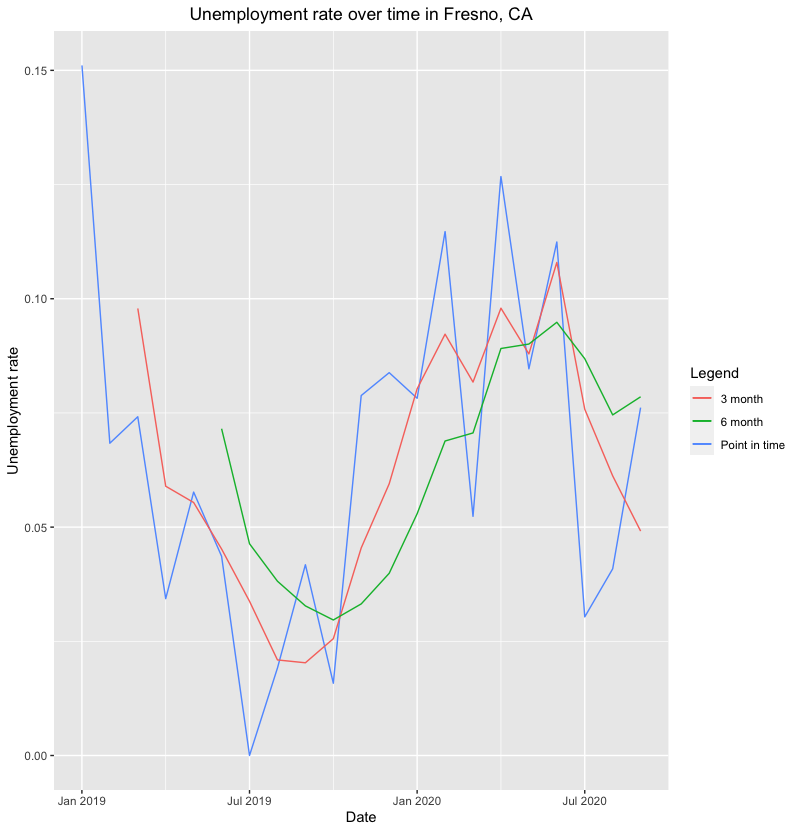 Unemployment rate over time in Fresno, CA
Unemployment rate
0.15
0.10
0.05
0.00
Jan 2019
Jul 2019
Jan 2020
Jul 2020
Date
Legend
3 month
6 month
Point in time